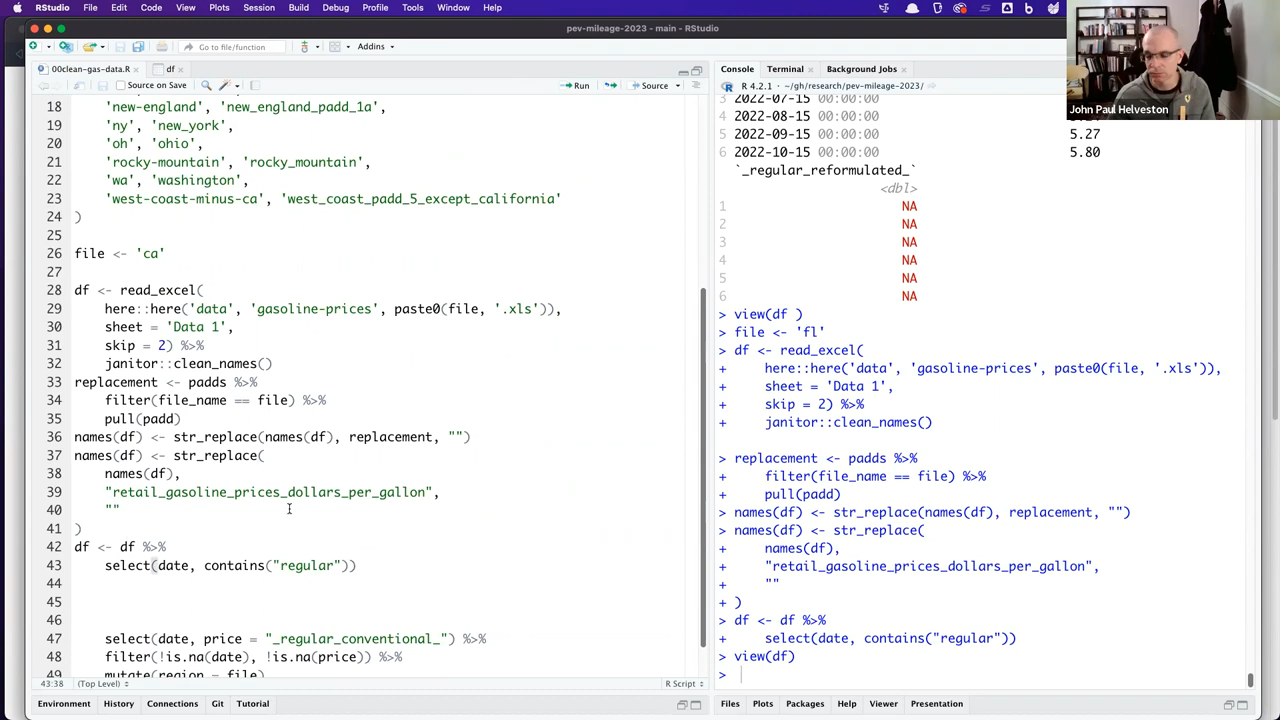 RStudio File Edit Code View Plots Session Build Debug Profile Tools Window Help
pev-mileage-2023 - main - RStudio
Go to file/function
Addins
00clean-gas-data.R
df
Source on Save
Run
Source
18 'new-england', 'new_england_padd_1a',
19 'ny', 'new_york',
20 'oh', 'ohio',
21 'rocky-mountain', 'rocky_mountain',
22 'wa', 'washington',
23 'west-coast-minus-ca', 'west_coast_padd_5_except_california'
24 )
25
26 file <- 'ca'
27
28 df <- read_excel(
29 here::here('data', 'gasoline-prices', paste0(file, '.xls')),
30 sheet = 'Data 1',
31 skip = 2) %>%
32 janitor::clean_names()
33 replacement <- padds %>%
34 filter(file_name == file) %>%
35 pull(padd)
36 names(df) <- str_replace(names(df), replacement, "")
37 names(df) <- str_replace(
38 names(df),
39 "retail_gasoline_prices_dollars_per_gallon",
40 ""
41 )
42 df <- df %>%
43 select(date, contains("regular"))
44
45
46
47 select(date, price = "_regular_conventional_") %>%
48 filter(!is.na(date), !is.na(price)) %>%
49 mutate(region = file)
43:38 (Top Level) R Script
Environment History Connections Git Tutorial
Console Terminal Background Jobs
R 4.2.1 · ~/gh/research/pev-mileage-2023/
3 2022-07-15 00:00:00
4 2022-08-15 00:00:00
5 2022-09-15 00:00:00 5.27
6 2022-10-15 00:00:00 5.80
`_regular_reformulated_`
<dbl>
1 NA
2 NA
3 NA
4 NA
5 NA
6 NA
> view(df )
> file <- 'fl'
> df <- read_excel(
+ here::here('data', 'gasoline-prices', paste0(file, '.xls')),
+ sheet = 'Data 1',
+ skip = 2) %>%
+ janitor::clean_names()
> replacement <- padds %>%
+ filter(file_name == file) %>%
+ pull(padd)
> names(df) <- str_replace(names(df), replacement, "")
> names(df) <- str_replace(
+ names(df),
+ "retail_gasoline_prices_dollars_per_gallon",
+ ""
+ )
> df <- df %>%
+ select(date, contains("regular"))
> view(df)
>
Files Plots Packages Help Viewer Presentation
John Paul Helveston